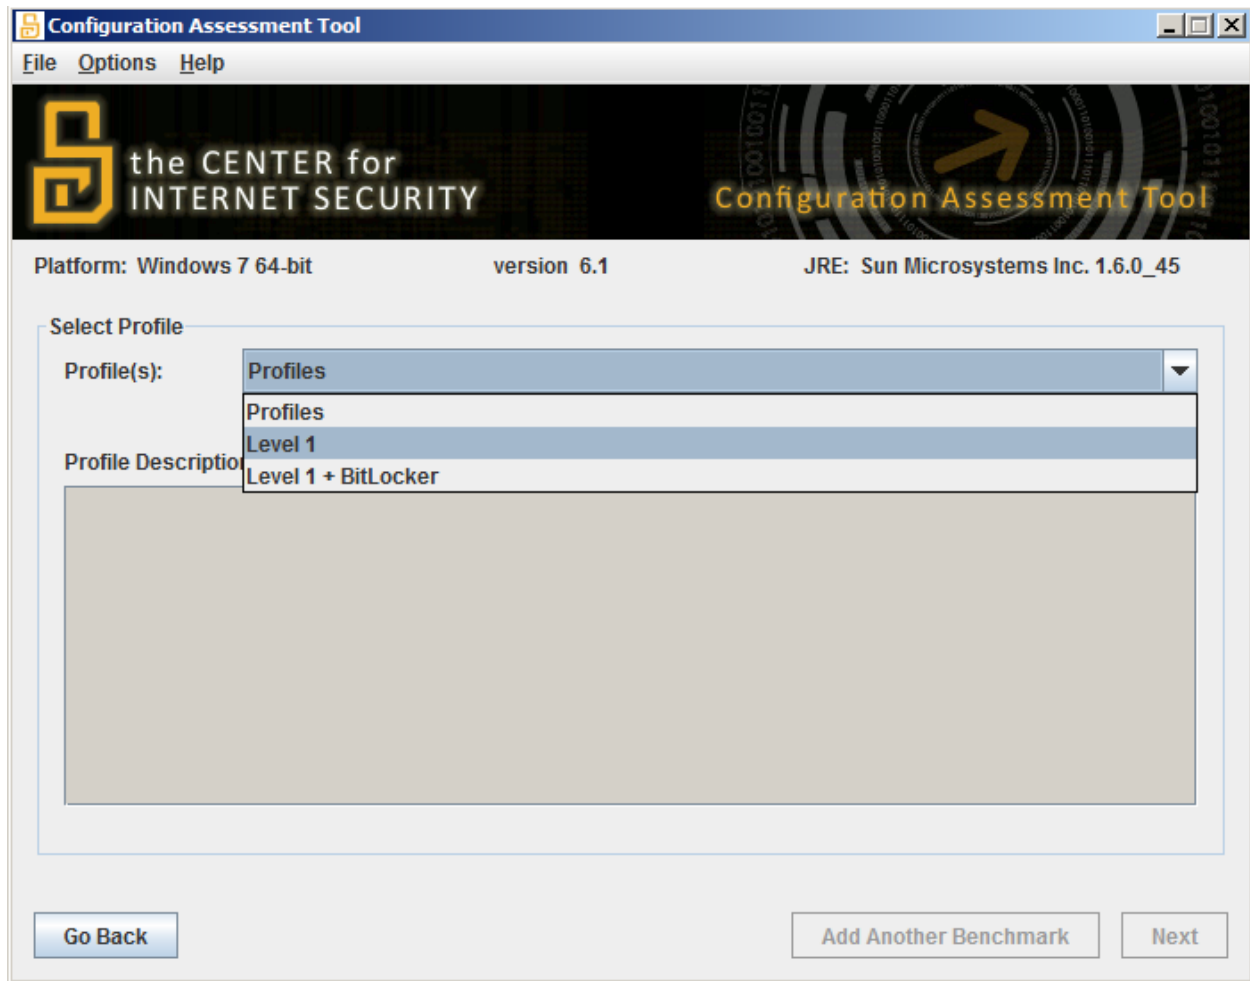 Configuration Assessment Tool
File Options Help
the CENTER for
INTERNET SECURITY
Configuration Assessment Tool
Platform: Windows 7 64-bit version 6.1 JRE: Sun Microsystems Inc. 1.6.0_45
Select Profile
Profile(s): Profiles
Profiles
Level 1
Profile Description
Level 1 + BitLocker
Go Back Add Another Benchmark Next